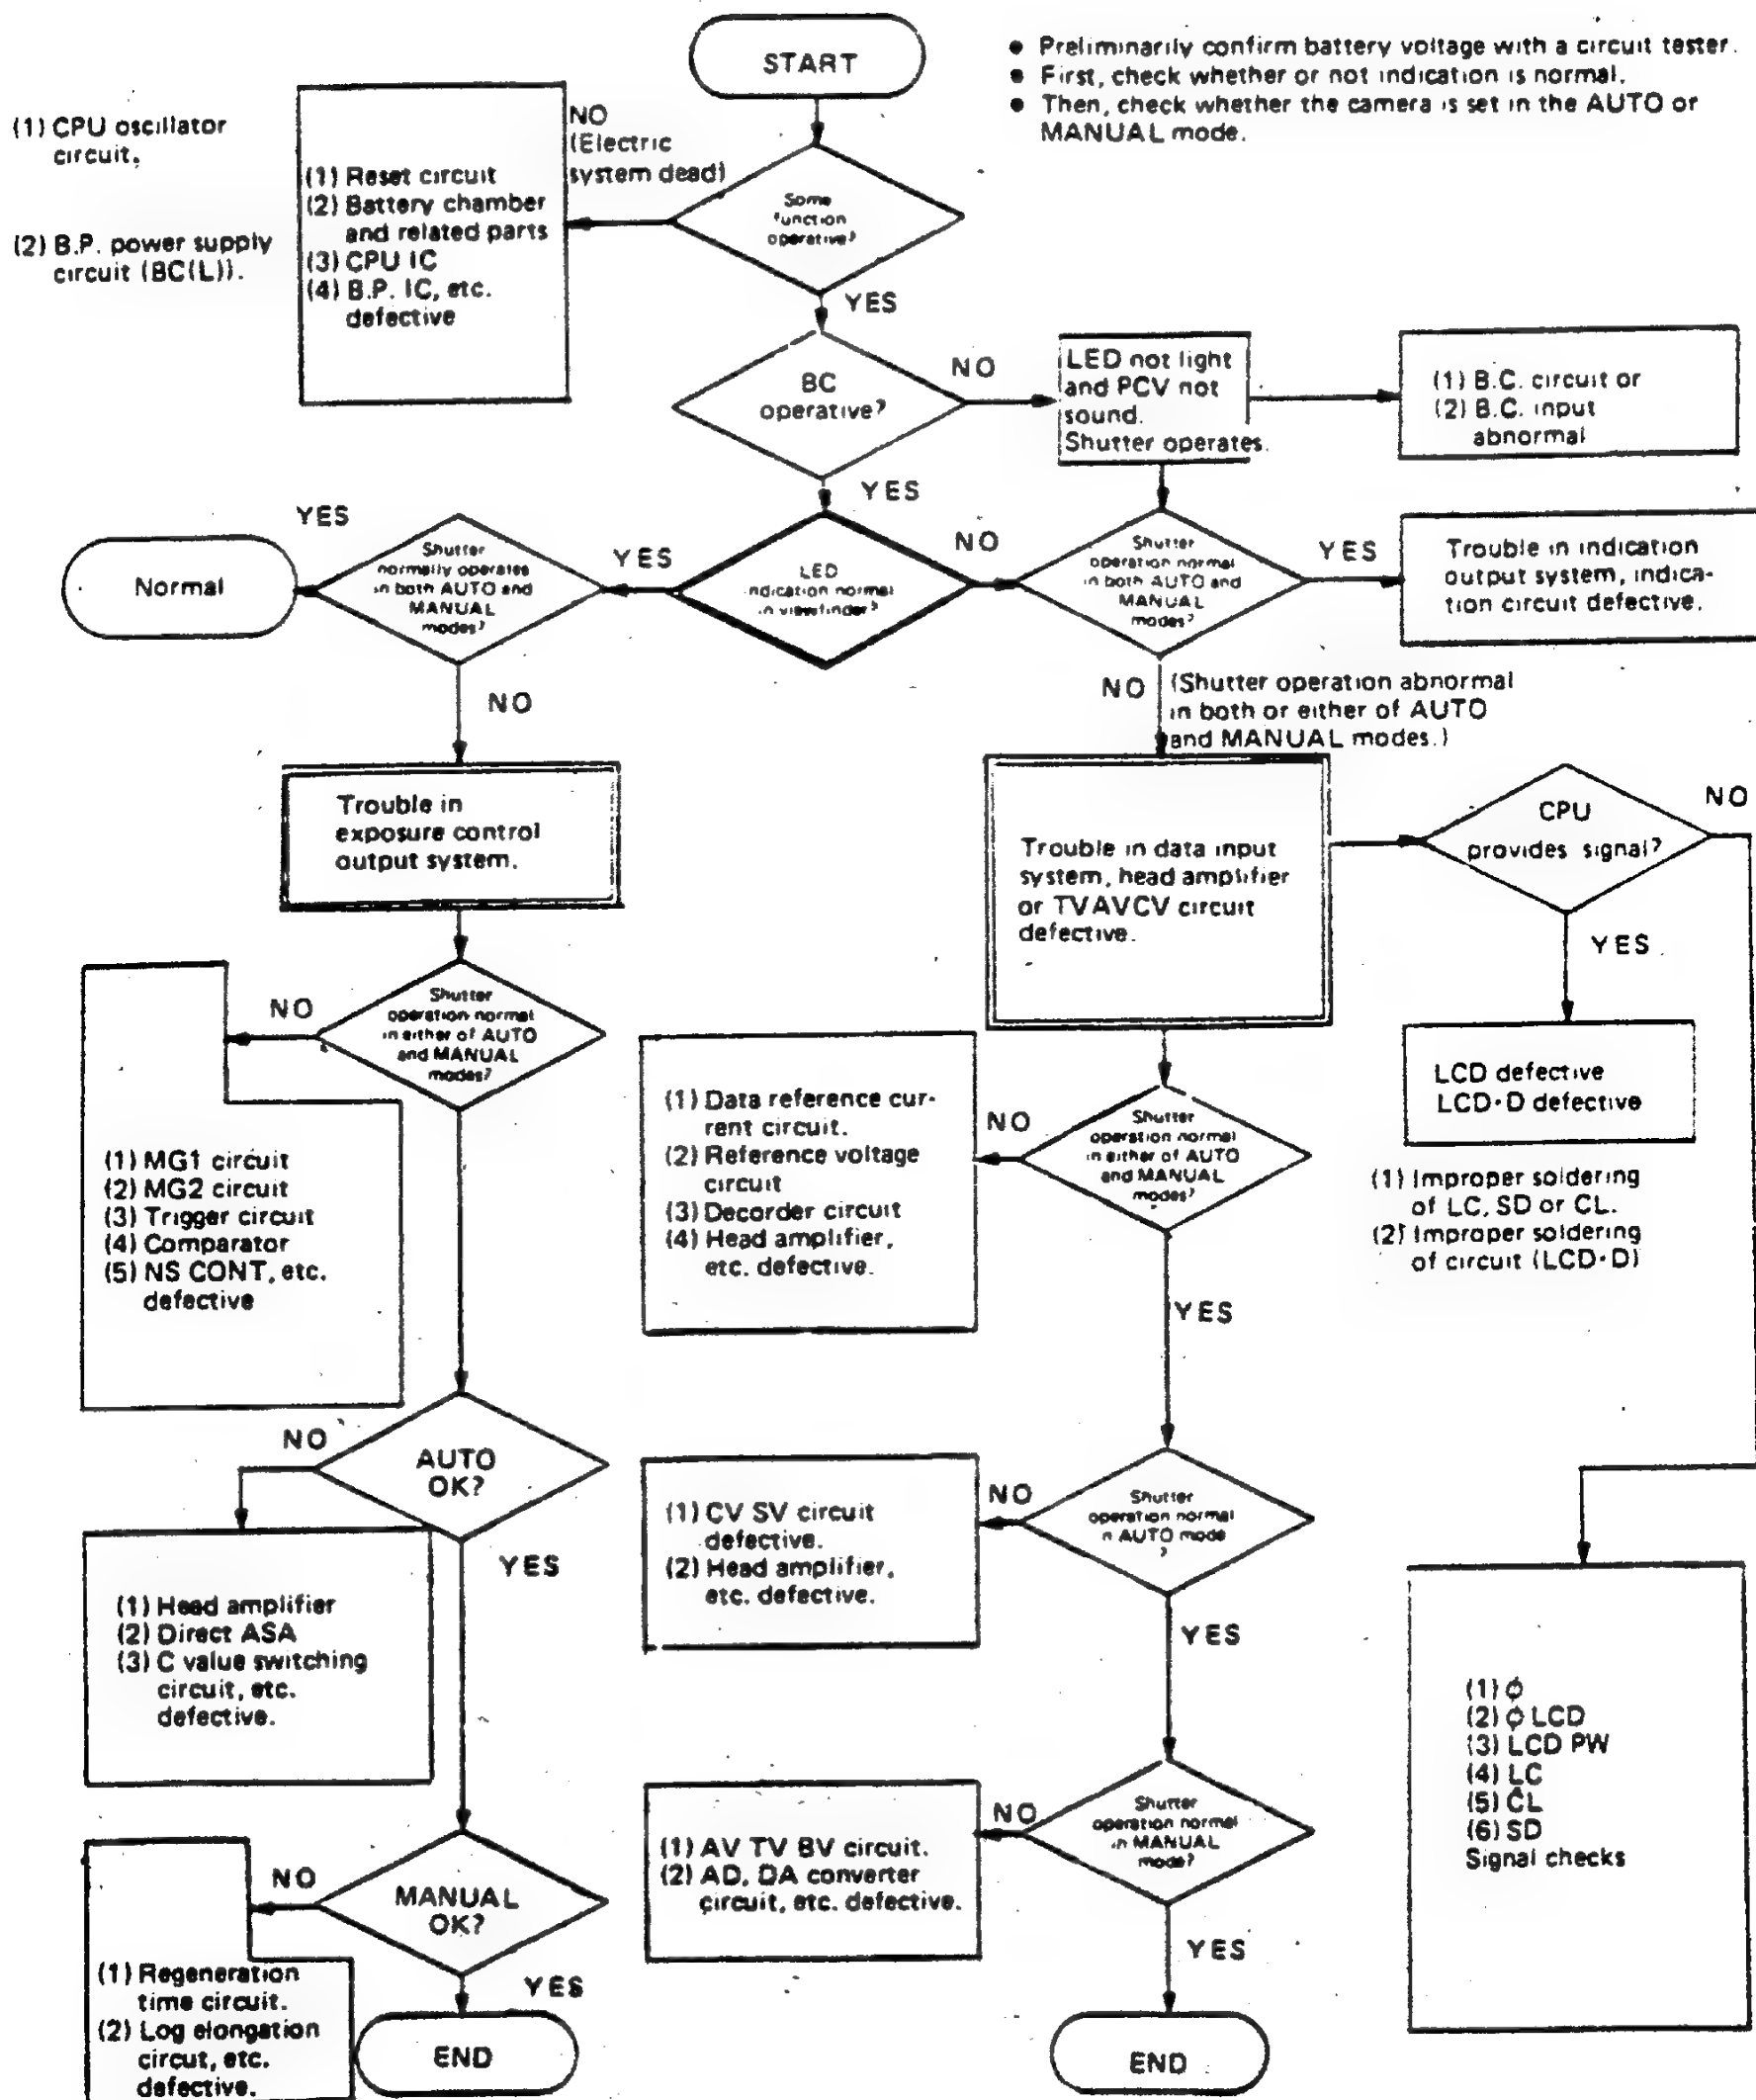 START
• Preliminarily confirm battery voltage with a circuit tester.
• First, check whether or not indication is normal.
• Then, check whether the camera is set in the AUTO or
MANUAL mode.
(1) CPU oscillator
circuit.
(2) B.P. power supply
circuit (BC(L)).
(1) Reset circuit
(2) Battery chamber
and related parts
(3) CPU IC
(4) B.P. IC, etc.
defective
NO
(Electric
system dead)
Some
function
operative?
YES
BC
operative?
NO
LED not light
and PCV not
sound.
Shutter operates.
(1) B.C. circuit or
(2) B.C. input
abnormal
YES
Normal
YES
Shutter
normally operates
in both AUTO and
MANUAL
modes?
YES
LED
indication normal
in viewfinder?
NO
Shutter
operation normal
in both AUTO and
MANUAL
modes?
YES
Trouble in indication
output system, indica-
tion circuit defective.
NO
NO
(Shutter operation abnormal
in both or either of AUTO
and MANUAL modes.)
Trouble in
exposure control
output system.
Trouble in data input
system, head amplifier
or TVAVCV circuit
defective.
CPU
provides signal?
NO
YES
LCD defective
LCD·D defective
(1) Improper soldering
of LC, SD or CL.
(2) Improper soldering
of circuit (LCD·D)
NO
Shutter
operation normal
in either of AUTO
and MANUAL
modes?
(1) MG1 circuit
(2) MG2 circuit
(3) Trigger circuit
(4) Comparator
(5) NS CONT, etc.
defective
(1) Data reference cur-
rent circuit.
(2) Reference voltage
circuit
(3) Decorder circuit
(4) Head amplifier,
etc. defective.
NO
Shutter
operation normal
in either of AUTO
and MANUAL
modes?
YES
NO
AUTO
OK?
YES
(1) Head amplifier
(2) Direct ASA
(3) C value switching
circuit, etc.
defective.
(1) CV SV circuit
defective.
(2) Head amplifier,
etc. defective.
NO
Shutter
operation normal
in AUTO mode
?
YES
(1) ϕ
(2) ϕ LCD
(3) LCD PW
(4) LC
(5) CL
(6) SD
Signal checks
NO
MANUAL
OK?
YES
(1) Regeneration
time circuit.
(2) Log elongation
circut, etc.
defective.
END
(1) AV TV BV circuit.
(2) AD, DA converter
circuit, etc. defective.
NO
Shutter
operation normal
in MANUAL
mode?
YES
END